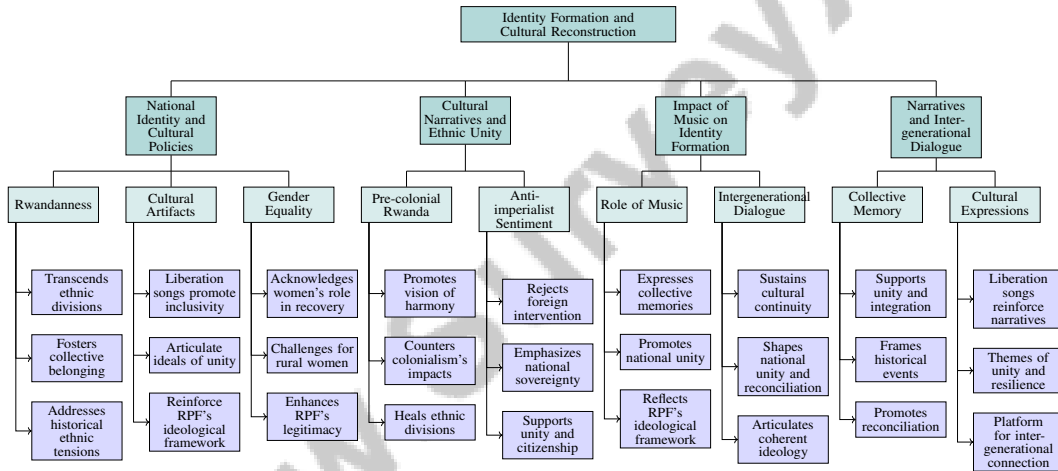 Identity Formation and
Cultural Reconstruction
National
Identity and
Cultural
Policies
Cultural
Narratives and
Ethnic Unity
Impact of
Music on
Identity
Formation
Narratives
and Inter-
generational
Dialogue
Rwandanness
Cultural
Artifacts
Gender
Equality
Pre-colonial
Rwanda
Anti-
imperialist
Sentiment
Role of Music
Intergenerational
Dialogue
Collective
Memory
Cultural
Expressions
Transcends
ethnic
divisions
Fosters
collective
belonging
Addresses
historical
ethnic
tensions
Liberation
songs promote
inclusivity
Articulate
ideals of unity
Reinforce
RPF's
ideological
framework
Acknowledges
women's role
in recovery
Challenges for
rural women
Enhances
RPF's
legitimacy
Promotes
vision of
harmony
Counters
colonialism's
impacts
Heals ethnic
divisions
Rejects
foreign
intervention
Emphasizes
national
sovereignty
Supports
unity and
citizenship
Expresses
collective
memories
Promotes
national unity
Reflects
RPF's
ideological
framework
Sustains
cultural
continuity
Shapes
national
unity and
reconciliation
Articulates
coherent
ideology
Supports
unity and
integration
Frames
historical
events
Promotes
reconciliation
Liberation
songs
reinforce
narratives
Themes of
unity and
resilience
Platform for
inter-
generational
connection